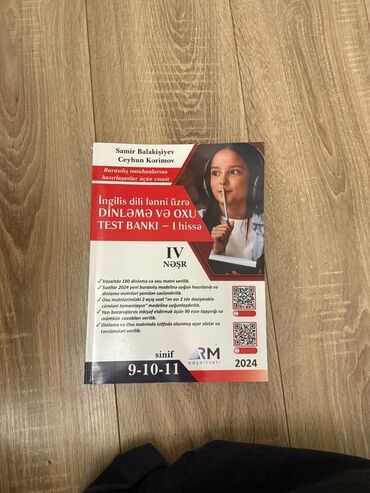 Samir Balakişiyev
Ceyhun Kərimov
Buraxılış imtahanlarına
hazırlaşanlar üçün vəsait
İngilis dili fənni üzrə
DİNLƏMƏ VƏ OXU
TEST BANKI – I hissə
IV
NƏŞR
✓ Vəsaitdə 180 dinləmə və oxu mətni verilib.
✓ Suallar 2024 yeni buraxılış modelinə uyğun hazırlanıb və
dinləmə mətnləri yenidən səsləndirilib.
✓ Oxu mətnlərindəki 2 açıq sual "ən azı 2 söz dəyişməklə
cümləni tamamlayın" modelinə uyğunlaşdırılıb.
✓ Yazı bacarıqlarını inkişaf etdirmək üçün 90 esse tapşırığı və
mümkün cavabları verilib.
✓ Dinləmə və Oxu mətnində istifadə olunmuş açar sözlər və
tərcümələri verilib.
sinif
9-10-11
RM
NƏŞRİYYATI
2024